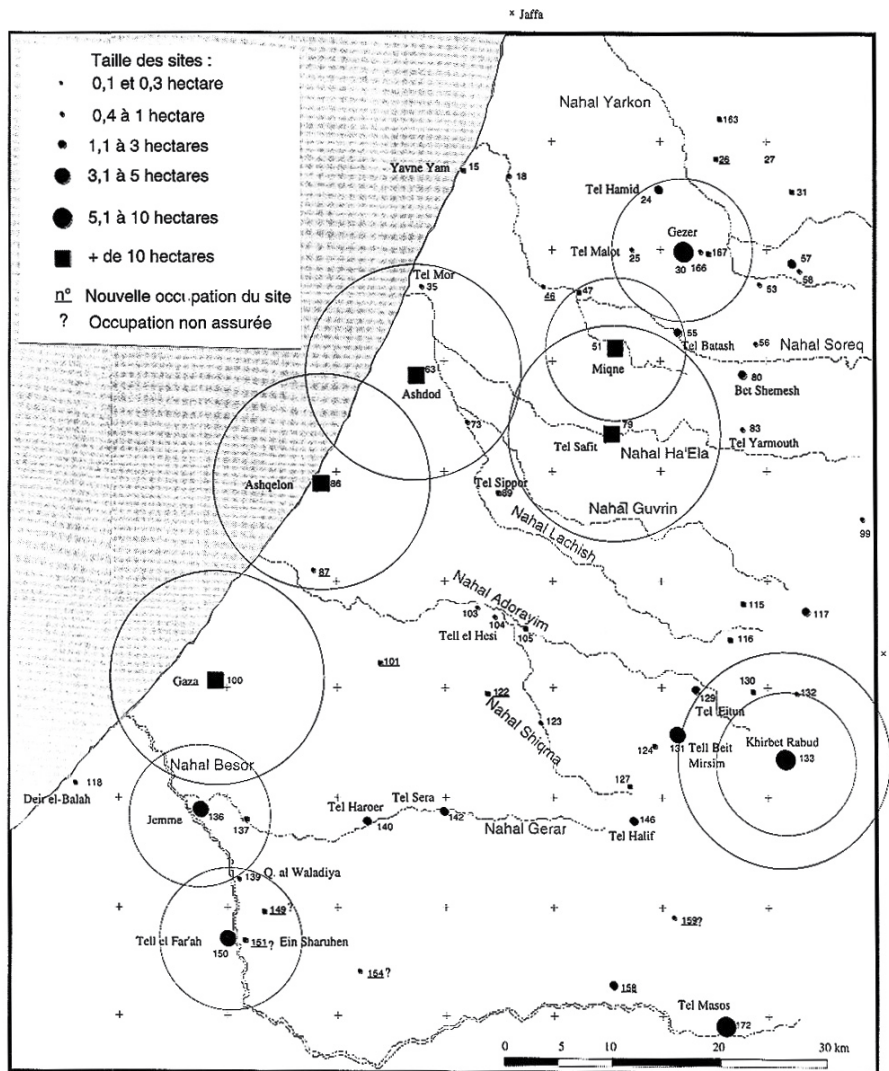 × Jaffa
Taille des sites :
0,1 et 0,3 hectare
0,4 à 1 hectare
1,1 à 3 hectares
3,1 à 5 hectares
5,1 à 10 hectares
+ de 10 hectares
n° Nouvelle occupation du site
? Occupation non assurée
Nahal Yarkon
163
26
27
Yavne Yam
15
18
Tel Hamid
24
31
Gezer
Tel Malot
25
30
166
167
57
58
53
Tel Mor
35
46
47
55
Tel Batash
56
Nahal Soreq
51
Miqne
63
Ashdod
80
Bet Shemesh
73
79
Tel Safit
83
Tel Yarmouth
Nahal Ha'Ela
Ashqelon
86
Tel Sippor
89
Nahal Guvrin
Nahal Lachish
99
87
Nahal Adorayim
103
104
105
Tell el Hesi
115
117
116
101
Gaza
100
122
Nahal Shiqma
123
129
Tel Eitun
130
132
124
131
Tell Beit
Mirsim
Khirbet Rabud
133
Nahal Besor
118
Deir el-Balah
127
Jemme
136
137
Tel Haroer
140
Tel Sera
142
Nahal Gerar
146
Tel Halif
139
Q. al Waladiya
149?
159?
Tell el Far'ah
150
151?
Ein Sharuhen
154?
158
Tel Masos
172
0
10
20
30 km